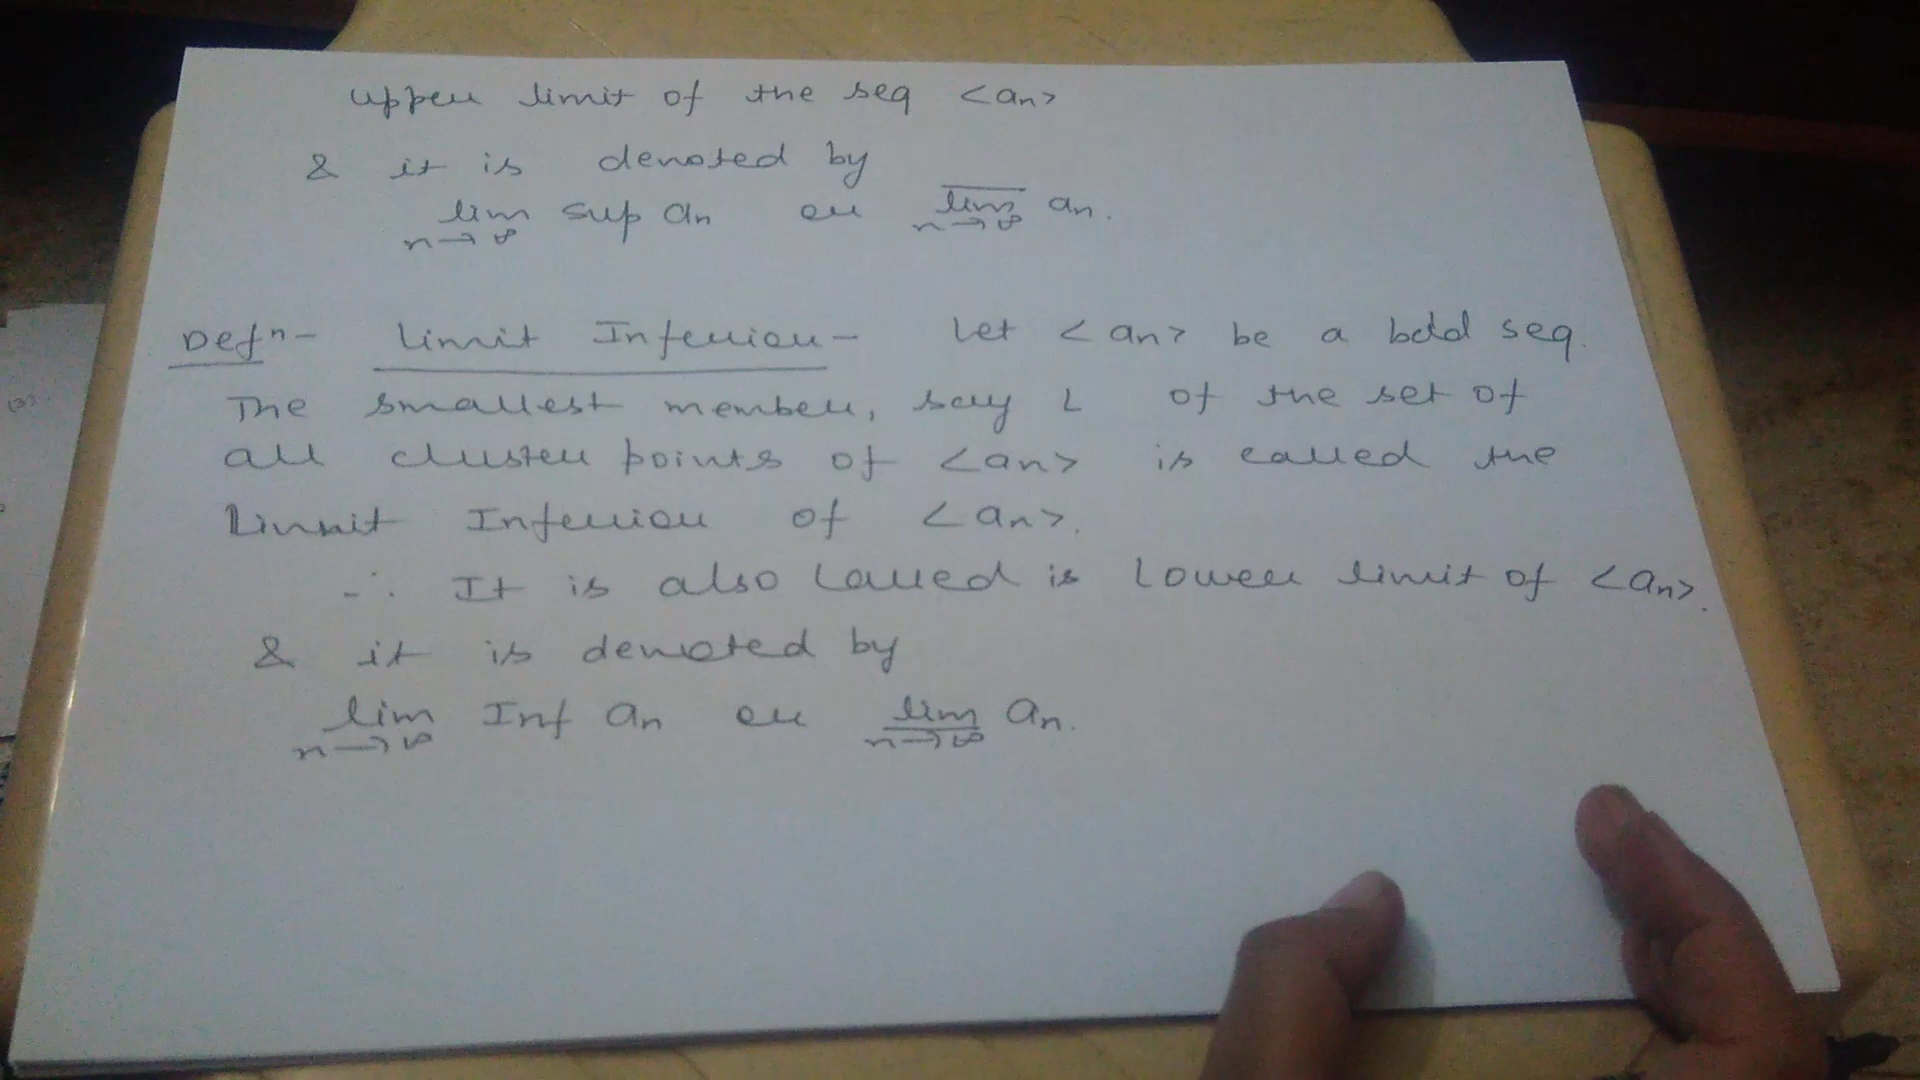 upper limit of the seq <an>
& it is denoted by
lim sup an or lim an.
n→∞ n→∞
Defn- Limit Inferior- Let <an> be a bdd seq.
The smallest member, say L of the set of
all cluster points of <an> is called the
Limit Inferior of <an>.
∴ It is also called is Lower limit of <an>.
& it is denoted by
lim Inf an or lim an.
n→∞ n→∞